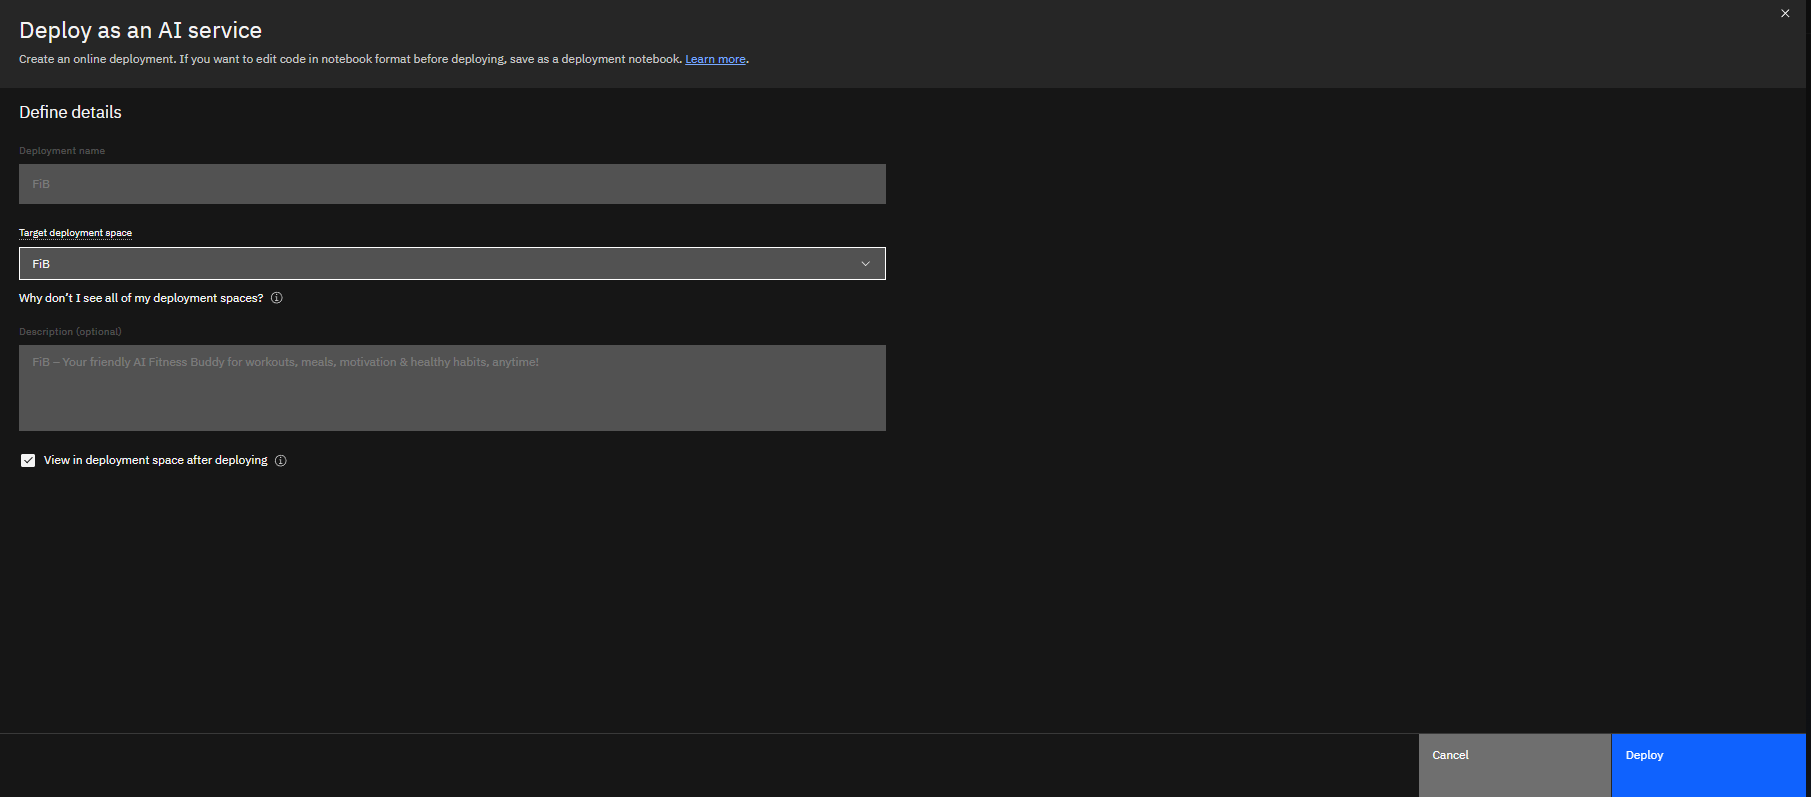 Deploy as an AI service
Create an online deployment. If you want to edit code in notebook format before deploying, save as a deployment notebook. Learn more.
Define details
Deployment name
FiB
Target deployment space
FiB
Why don't I see all of my deployment spaces?
Description (optional)
FiB – Your friendly AI Fitness Buddy for workouts, meals, motivation & healthy habits, anytime!
View in deployment space after deploying
Cancel
Deploy